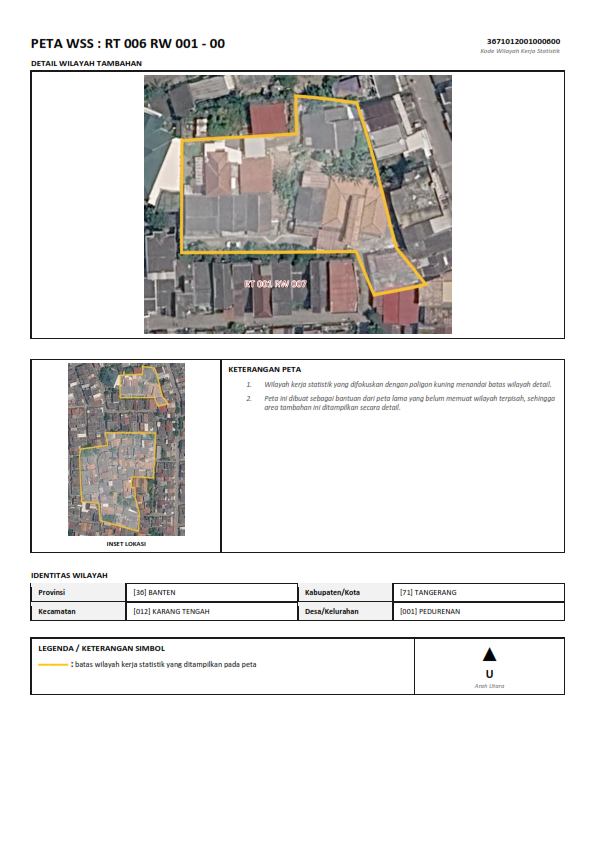 PETA WSS : RT 006 RW 001 - 00
3671012001000600
Kode Wilayah Kerja Statistik
DETAIL WILAYAH TAMBAHAN
RT 001 RW 007
KETERANGAN PETA
1. Wilayah kerja statistik yang difokuskan dengan poligon kuning menandai batas wilayah detail.
2. Peta ini dibuat sebagai bantuan dari peta lama yang belum memuat wilayah terpisah, sehingga
area tambahan ini ditampilkan secara detail.
INSET LOKASI
IDENTITAS WILAYAH
Provinsi [36] BANTEN Kabupaten/Kota [71] TANGERANG
Kecamatan [012] KARANG TENGAH Desa/Kelurahan [001] PEDURENAN
LEGENDA / KETERANGAN SIMBOL
: batas wilayah kerja statistik yang ditampilkan pada peta
U
Arah Utara